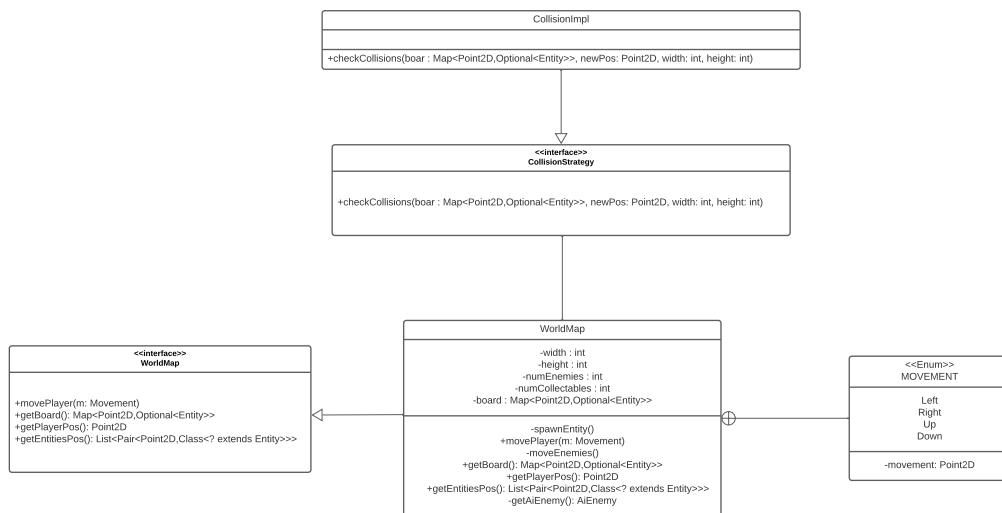 CollisionImpl
+checkCollisions(boar : Map<Point2D,Optional<Entity>>, newPos: Point2D, width: int, height: int)
<<interface>>
CollisionStrategy
+checkCollisions(boar : Map<Point2D,Optional<Entity>>, newPos: Point2D, width: int, height: int)
<<interface>>
WorldMap
+movePlayer(m: Movement)
+getBoard(): Map<Point2D,Optional<Entity>>
+getPlayerPos(): Point2D
+getEntitiesPos(): List<Pair<Point2D,Class<? extends Entity>>>
WorldMap
-width : int
-height : int
-numEnemies : int
-numCollectables : int
-board : Map<Point2D,Optional<Entity>>
-spawnEntity()
+movePlayer(m: Movement)
-moveEnemies()
+getBoard(): Map<Point2D,Optional<Entity>>
+getPlayerPos(): Point2D
+getEntitiesPos(): List<Pair<Point2D,Class<? extends Entity>>>
-getAiEnemy(): AiEnemy
<<Enum>>
MOVEMENT
Left
Right
Up
Down
-movement: Point2D